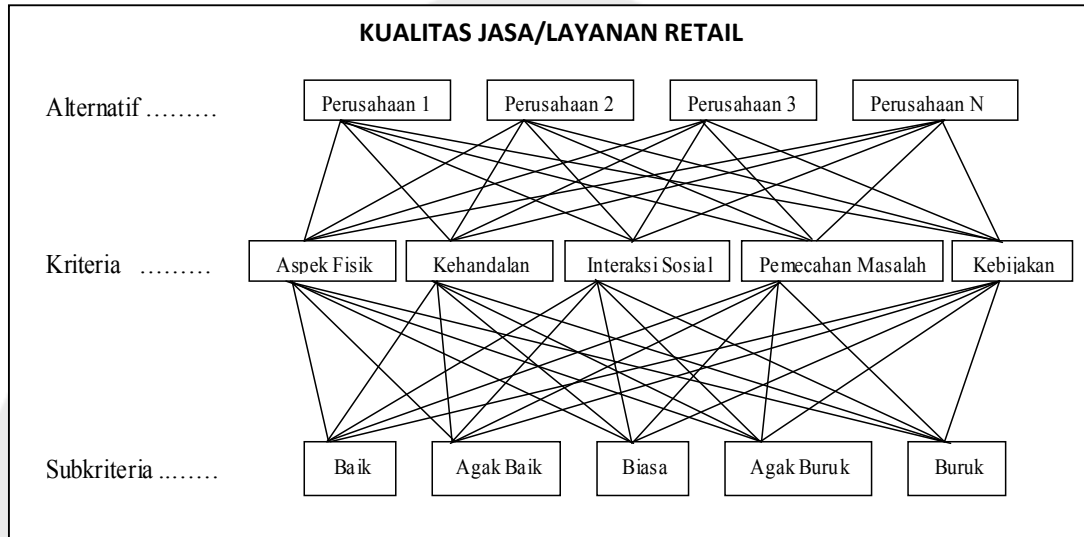 KUALITAS JASA/LAYANAN RETAIL
Alternatif ………
Perusahaan 1
Perusahaan 2
Perusahaan 3
Perusahaan N
Kriteria ………
Aspek Fisik
Kehandalan
Interaksi Sosial
Pemecahan Masalah
Kebijakan
Subkriteria ………
Baik
Agak Baik
Biasa
Agak Buruk
Buruk